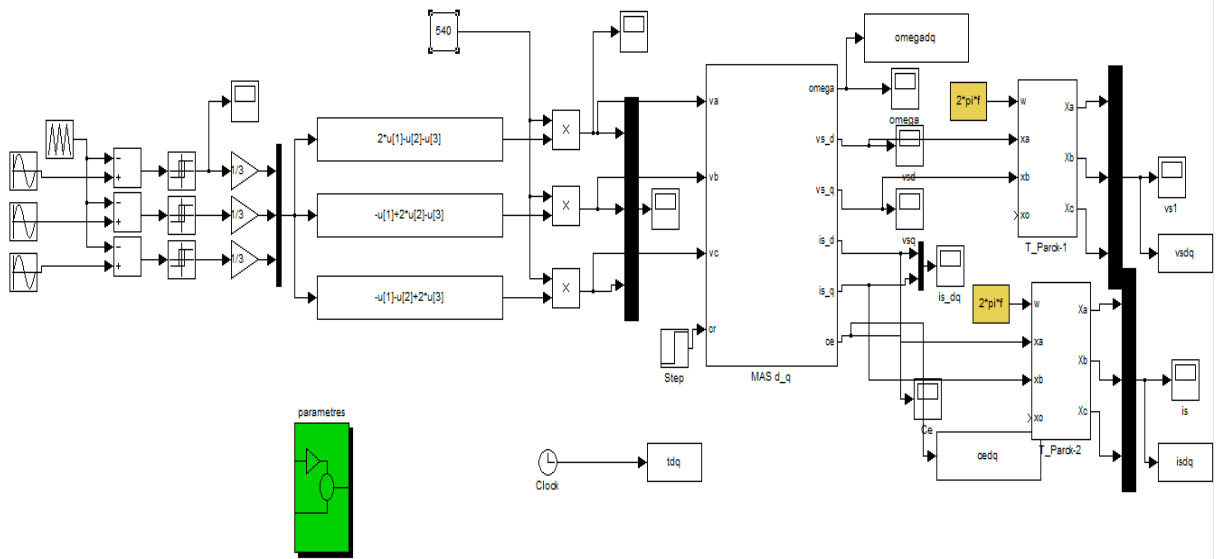 540
omegadq
omega
va
omega
2*pi*f
w
Xa
2*u[1]-u[2]-u[3]
X
vs_d
xa
vsd
1/3
vb
vs_q
xb
Xb
vs1
-u[1]+2*u[2]-u[3]
X
vsq
xo
Xc
T_Parck-1
vsdq
1/3
vc
is_d
is_dq
1/3
-u[1]-u[2]+2*u[3]
X
is_q
2*pi*f
w
Xa
cr
ce
xa
Step
MAS d_q
xb
Xb
is
Ce
xo
Xc
T_Parck-2
parametres
cedq
isdq
Clock
tdq